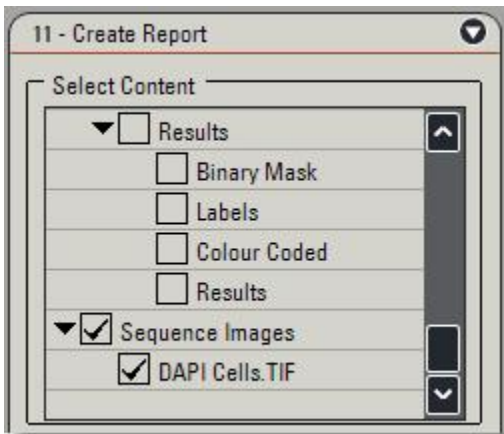 11 - Create Report
Select Content
Results
Binary Mask
Labels
Colour Coded
Results
Sequence Images
DAPI Cells.TIF